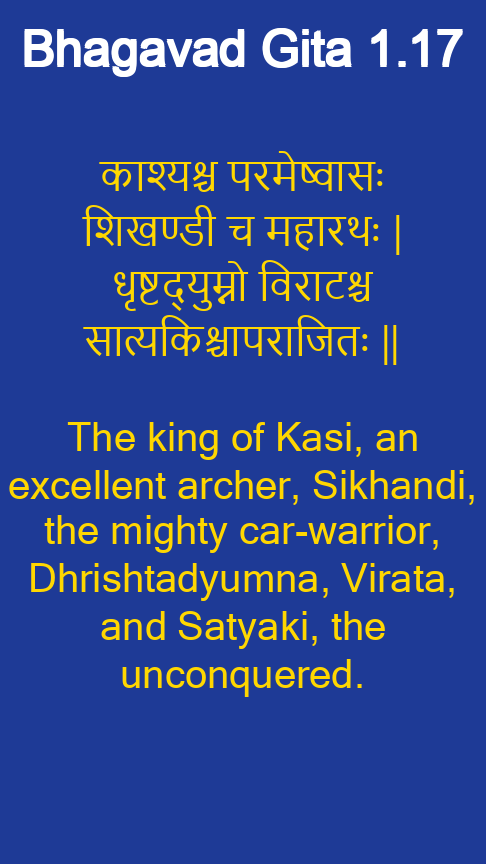 Bhagavad Gita 1.17
काश्यश्च परमेष्वासः
शिखण्डी च महारथः |
धृष्टद्युम्नो विराटश्च
सात्यकिश्चापराजितः ||
The king of Kasi, an
excellent archer, Sikhandi,
the mighty car-warrior,
Dhrishtadyumna, Virata,
and Satyaki, the
unconquered.